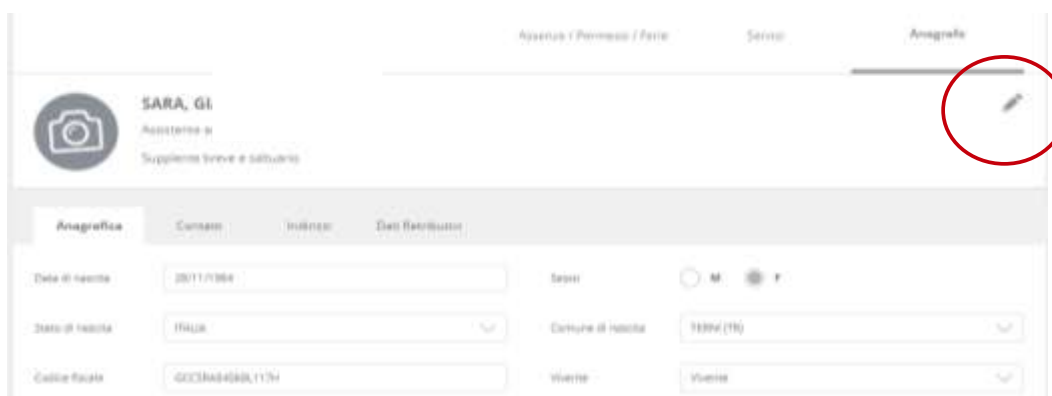 Assenze / Permessi / Ferie Servizi Anagrafe
SARA, GI
Assistente
Supplente breve e saltuario
Anagrafica Contatti Indirizzi Dati Retributivi
Data di nascita 28/11/1984 Sesso M F
Stato di nascita ITALIA Comune di nascita TERNI (TR)
Codice fiscale Vivente Vivente